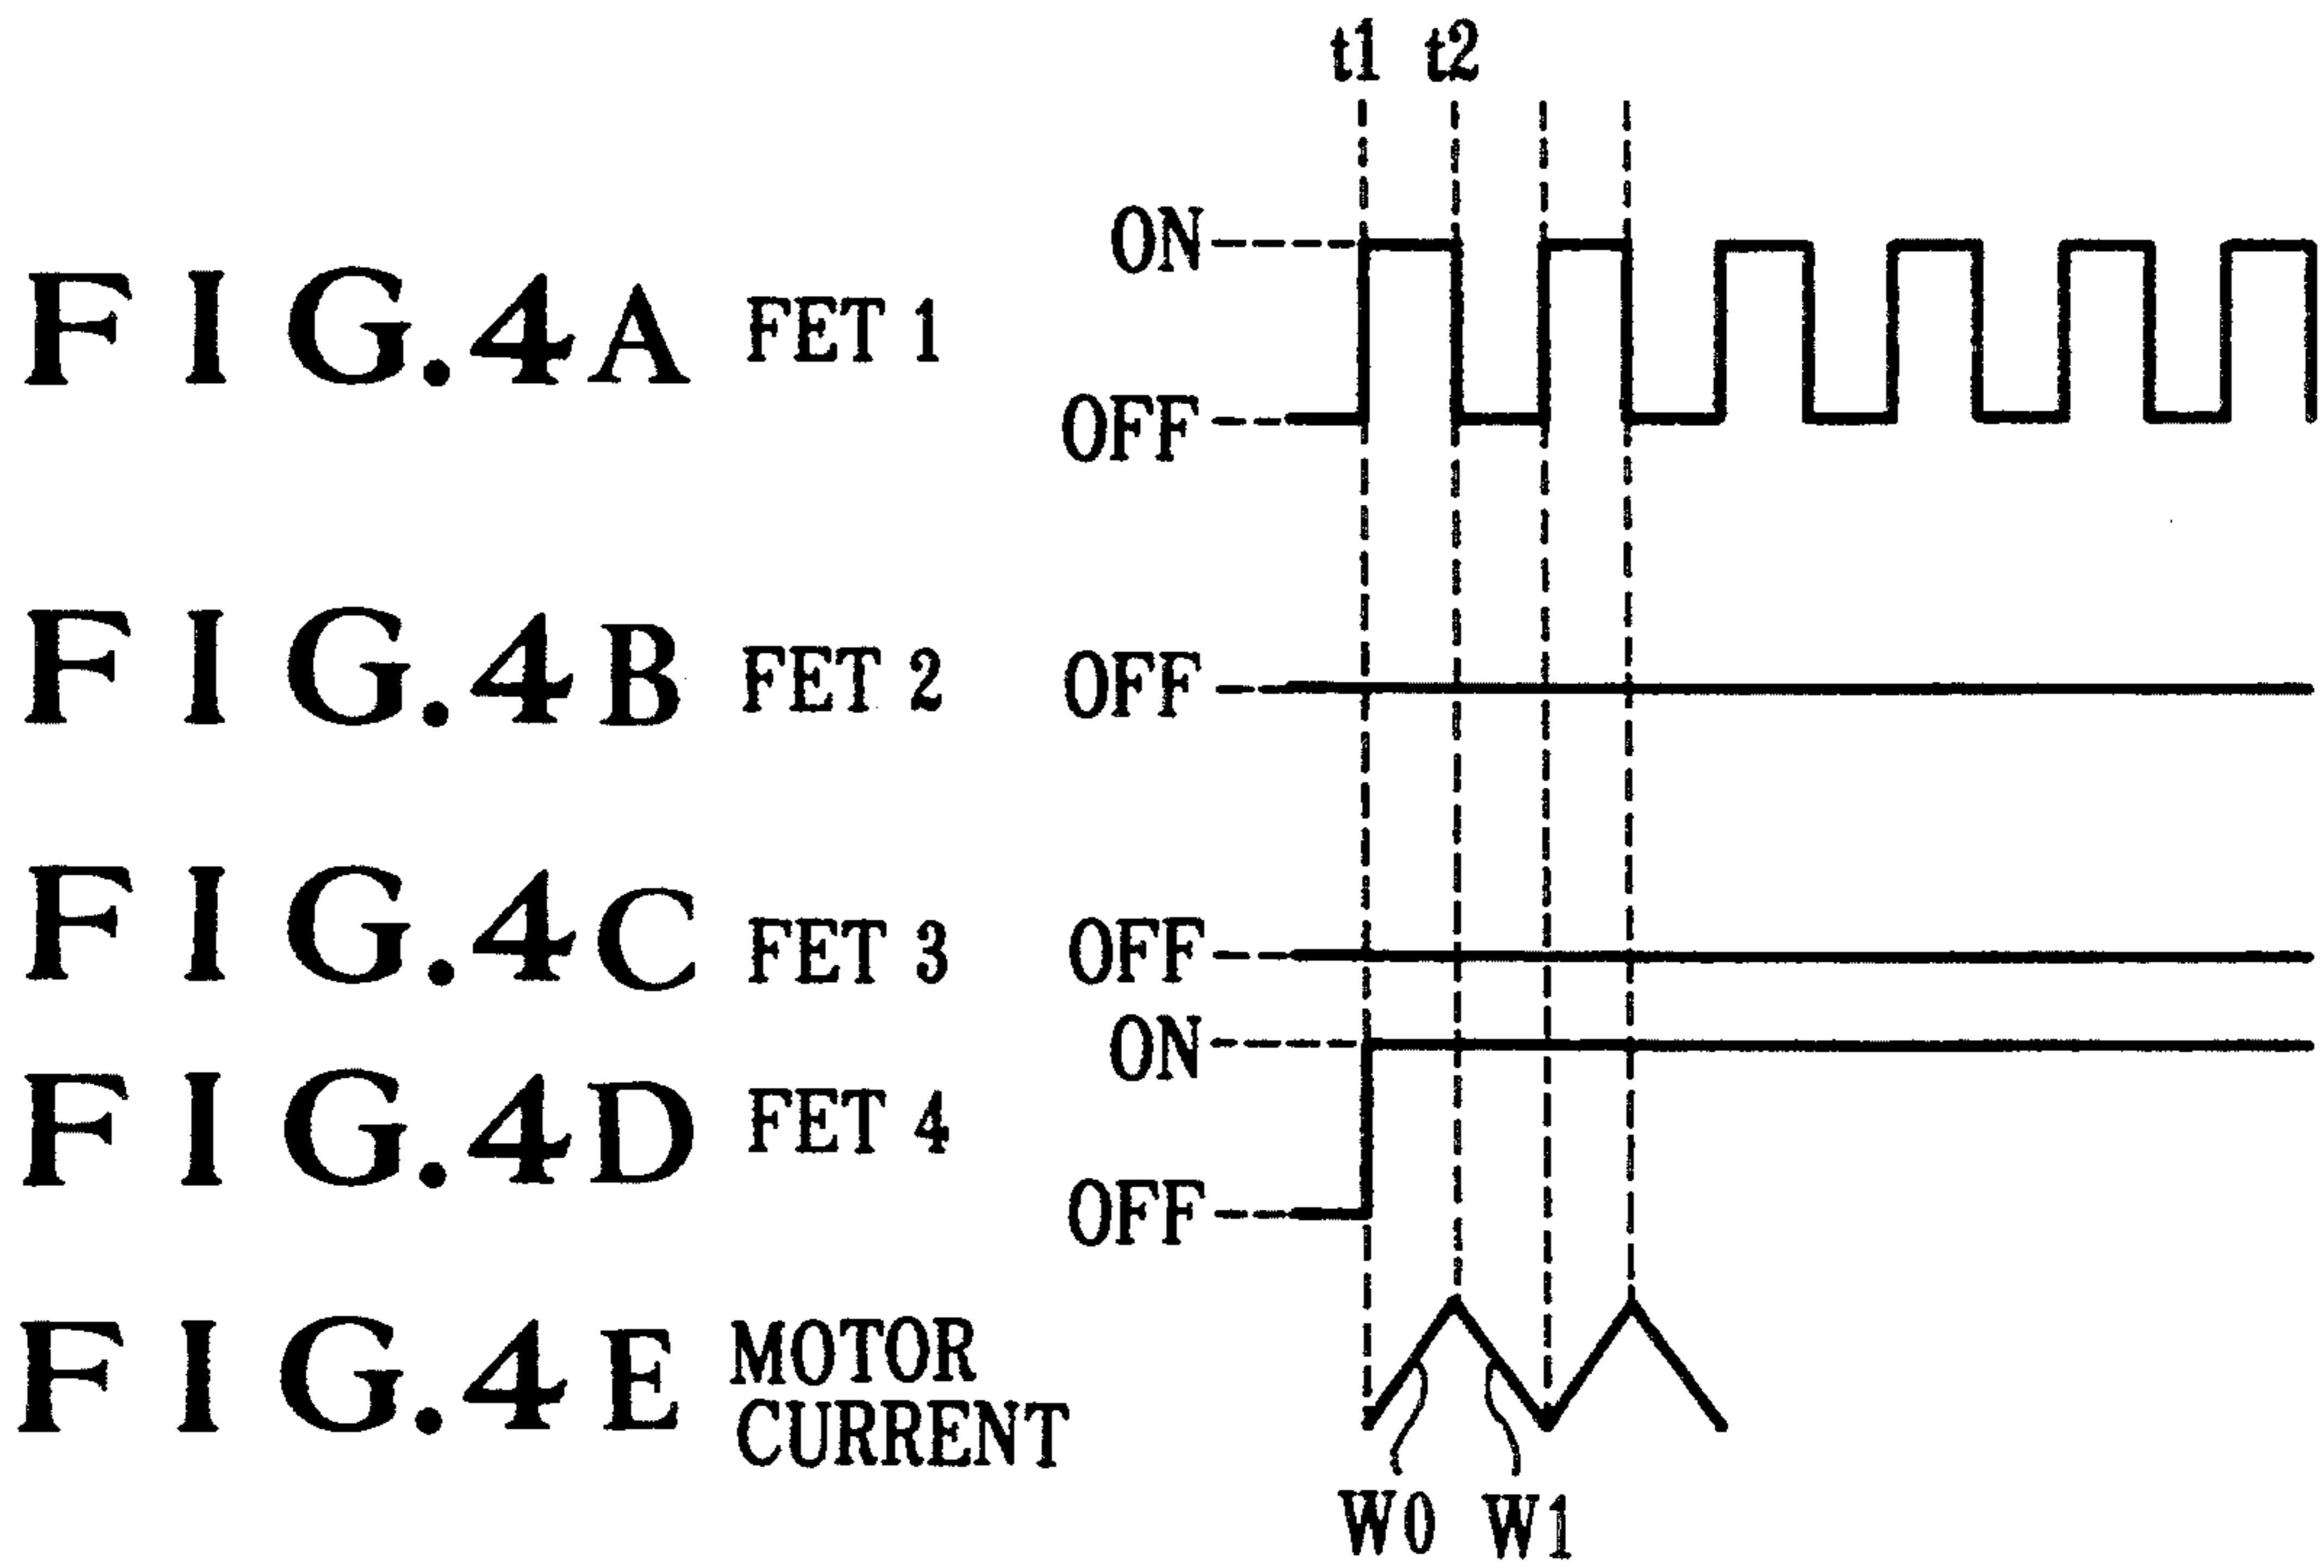 t1 t2
ON
FIG.4A FET 1
OFF
FIG.4B FET 2 OFF
FIG.4C FET 3 OFF
ON
FIG.4D FET 4
OFF
FIG.4E MOTOR
CURRENT
W0 W1